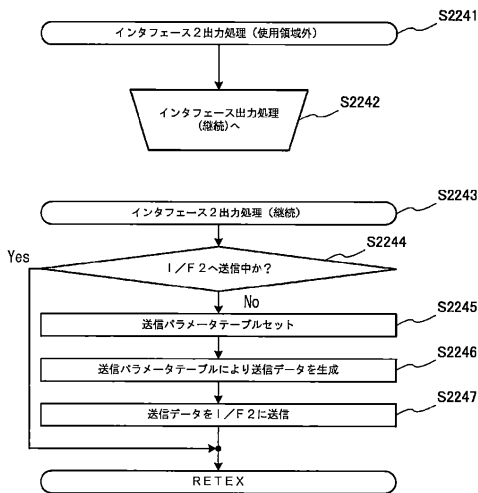 S2241
インタフェース2出力処理（使用領域外）
S2242
インタフェース出力処理
(継続)へ
S2243
インタフェース2出力処理（継続）
S2244
Yes
I／F2へ送信中か？
No
S2245
送信パラメータテーブルセット
S2246
送信パラメータテーブルにより送信データを生成
S2247
送信データをI／F2に送信
RETEX